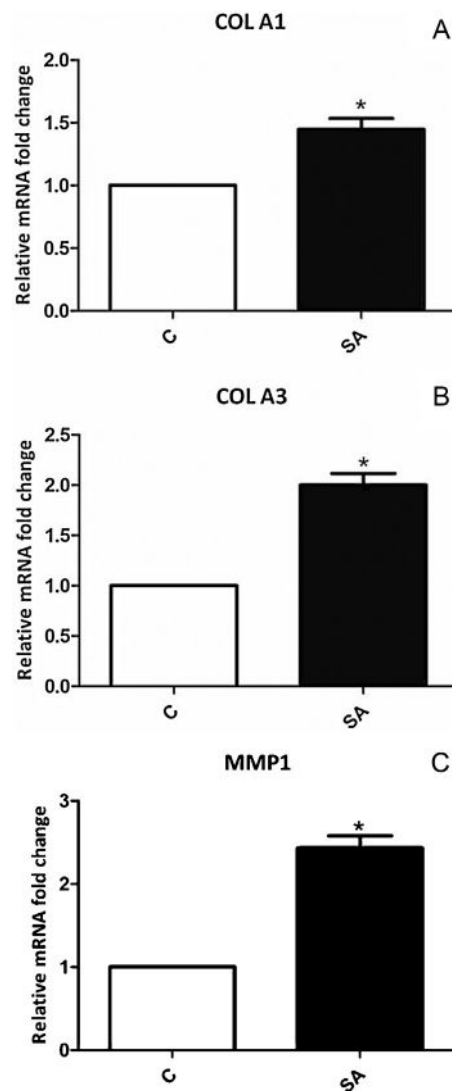 COL A1
A
Relative mRNA fold change
2.0
1.5
1.0
0.5
0.0
*
C
SA
COL A3
B
Relative mRNA fold change
2.5
2.0
1.5
1.0
0.5
0.0
*
C
SA
MMP1
C
Relative mRNA fold change
3
2
1
0
*
C
SA